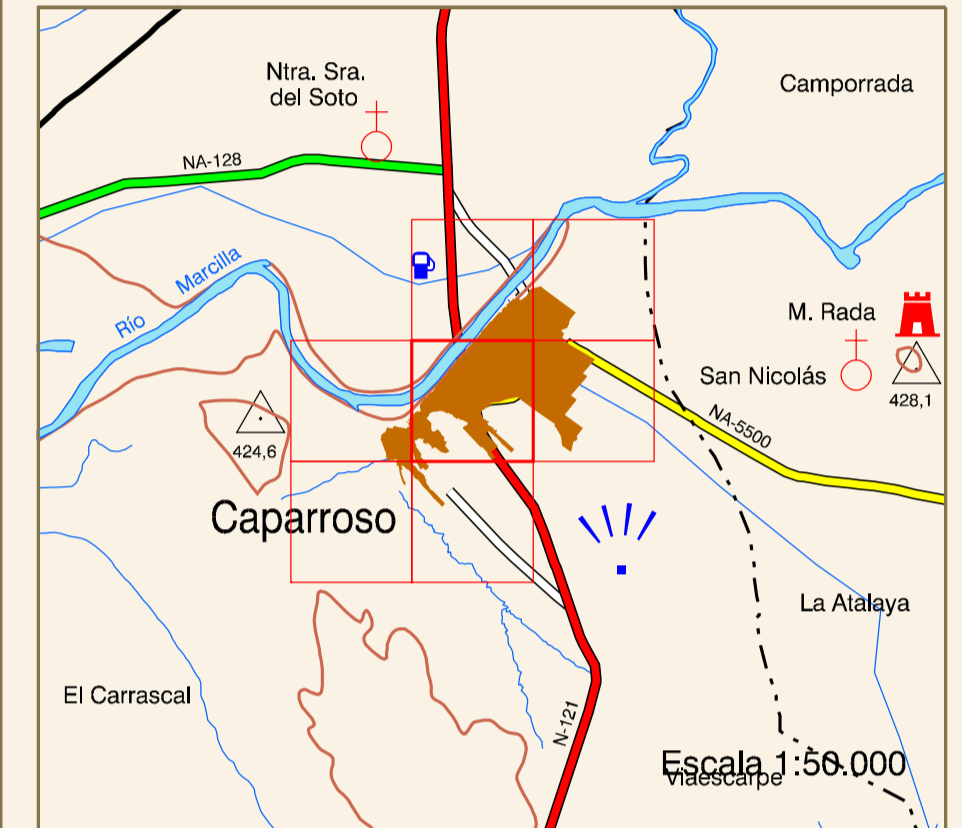 Ntra. Sra.
del Soto
Camporrada
NA-128
Río Marcilla
M. Rada
San Nicolás
428,1
NA-5500
424,6
Caparroso
La Atalaya
El Carrascal
N-121
Escala 1:50.000
Viaescarpe